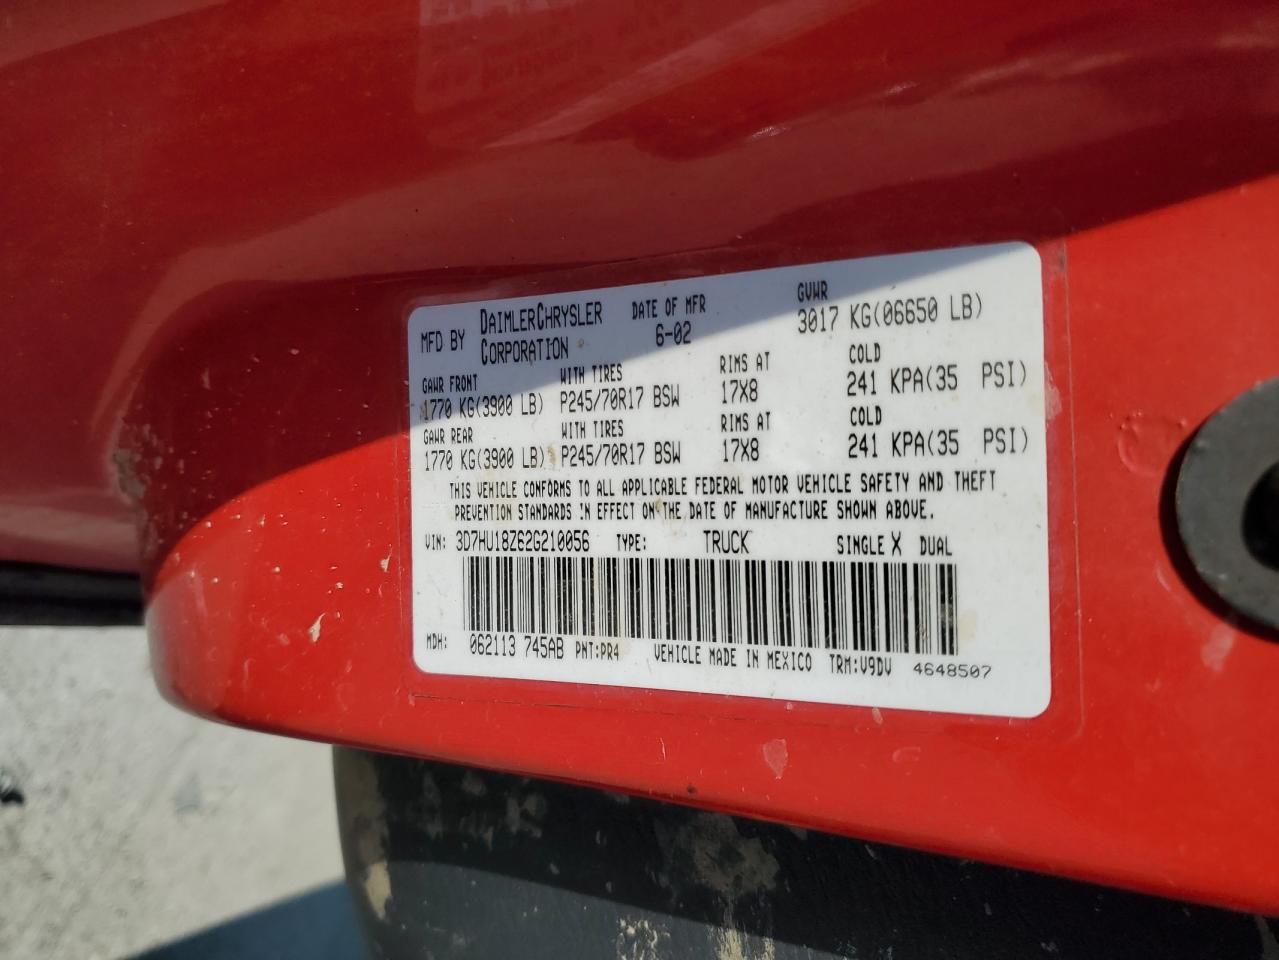 MFD BY DAIMLERCHRYSLER CORPORATION DATE OF MFR 6-02 GVWR 3017 KG(06650 LB)
GAWR FRONT WITH TIRES RIMS AT COLD
1770 KG(3900 LB) P245/70R17 BSW 17X8 241 KPA(35 PSI)
GAWR REAR WITH TIRES RIMS AT COLD
1770 KG(3900 LB) P245/70R17 BSW 17X8 241 KPA(35 PSI)
THIS VEHICLE CONFORMS TO ALL APPLICABLE FEDERAL MOTOR VEHICLE SAFETY AND THEFT
PREVENTION STANDARDS IN EFFECT ON THE DATE OF MANUFACTURE SHOWN ABOVE.
VIN: 3D7HU18Z62G210056 TYPE: TRUCK SINGLE X DUAL
MDH: 062113 745AB PNT:PR4 VEHICLE MADE IN MEXICO TRM:V9DV 4648507